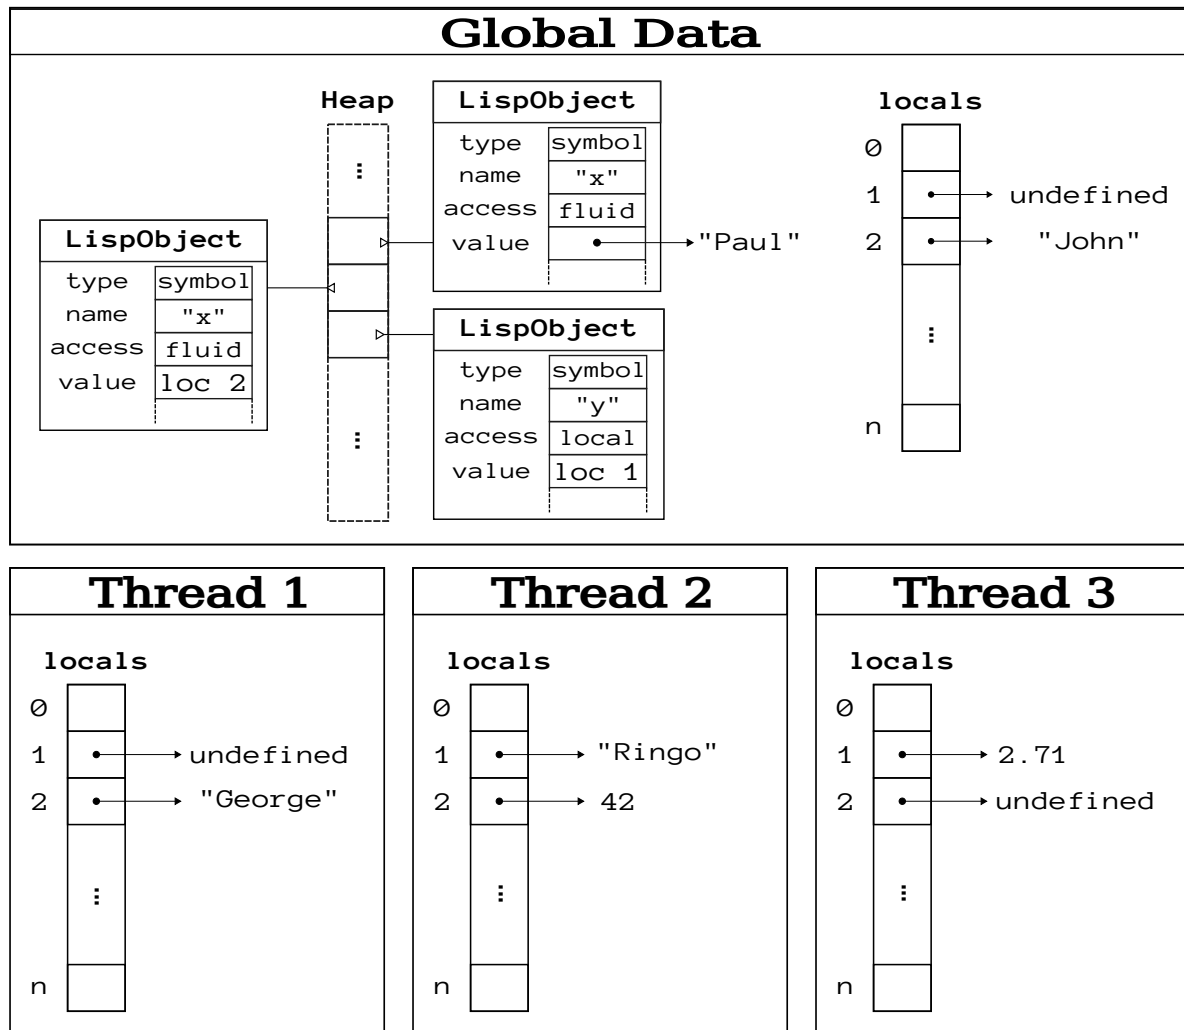 Global Data
Heap
LispObject
type symbol
name "x"
access fluid
value "Paul"
LispObject
type symbol
name "x"
access fluid
value loc 2
LispObject
type symbol
name "y"
access local
value loc 1
locals
0
1 undefined
2 "John"
n
Thread 1
locals
0
1 undefined
2 "George"
n
Thread 2
locals
0
1 "Ringo"
2 42
n
Thread 3
locals
0
1 2.71
2 undefined
n